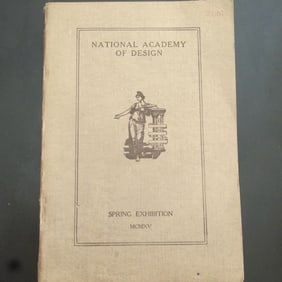 NATIONAL ACADEMY
OF DESIGN
SPRING EXHIBITION
MCMXV